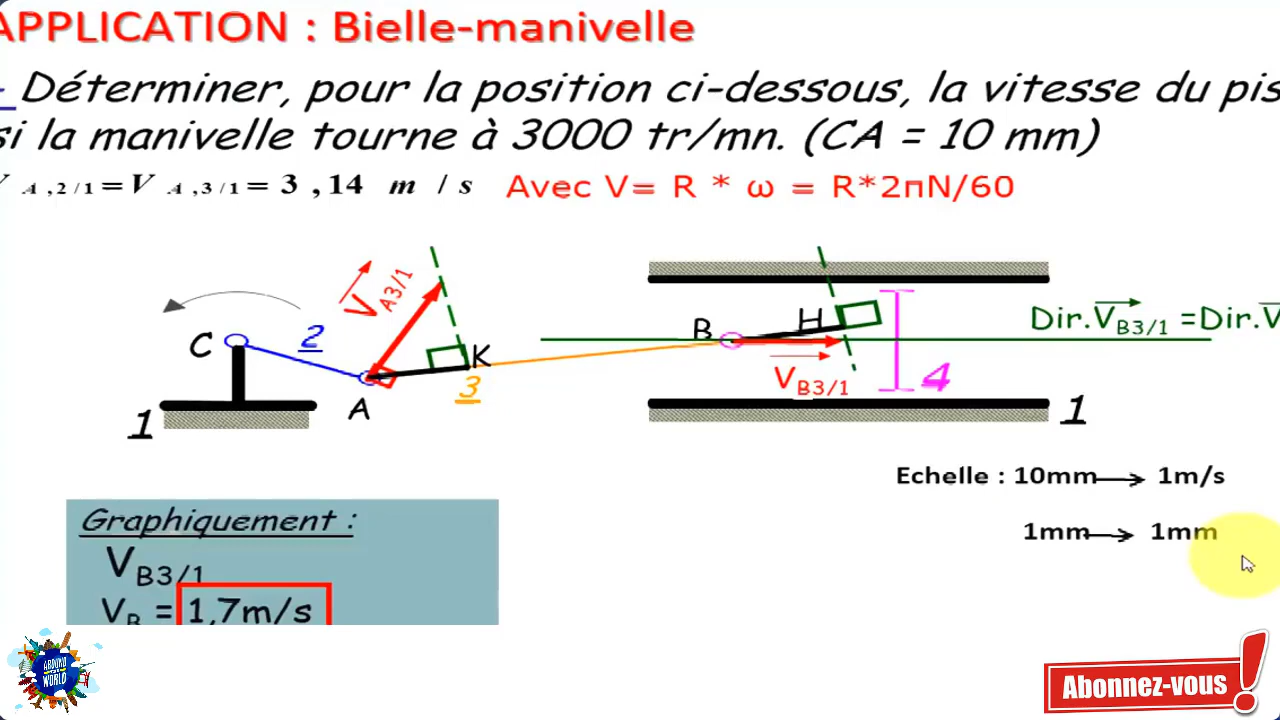 APPLICATION : Bielle-manivelle
- Déterminer, pour la position ci-dessous, la vitesse du pis
si la manivelle tourne à 3000 tr/mn. (CA = 10 mm)
V A,2/1 = V A,3/1 = 3,14 m/s Avec V= R * ω = R*2πN/60
V A3/1
C
2
A
K
3
B
H
V B3/1
4
Dir.V B3/1 =Dir.V
1
1
Echelle : 10mm → 1m/s
1mm → 1mm
Graphiquement :
V B3/1
V B = 1,7m/s
AROUND
WORLD
Abonnez-vous !